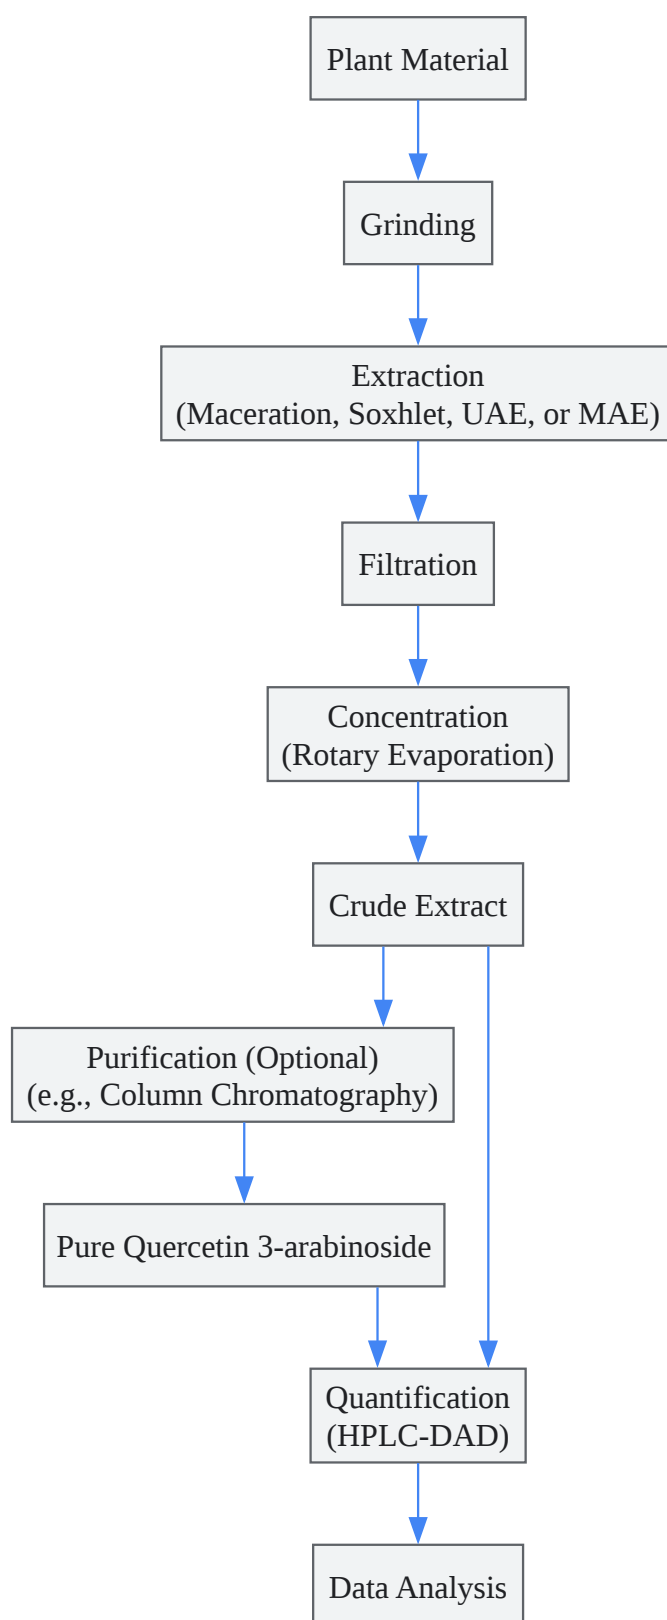 Plant Material
Grinding
Extraction
(Maceration, Soxhlet, UAE, or MAE)
Filtration
Concentration
(Rotary Evaporation)
Crude Extract
Purification (Optional)
(e.g., Column Chromatography)
Pure Quercetin 3-arabinoside
Quantification
(HPLC-DAD)
Data Analysis